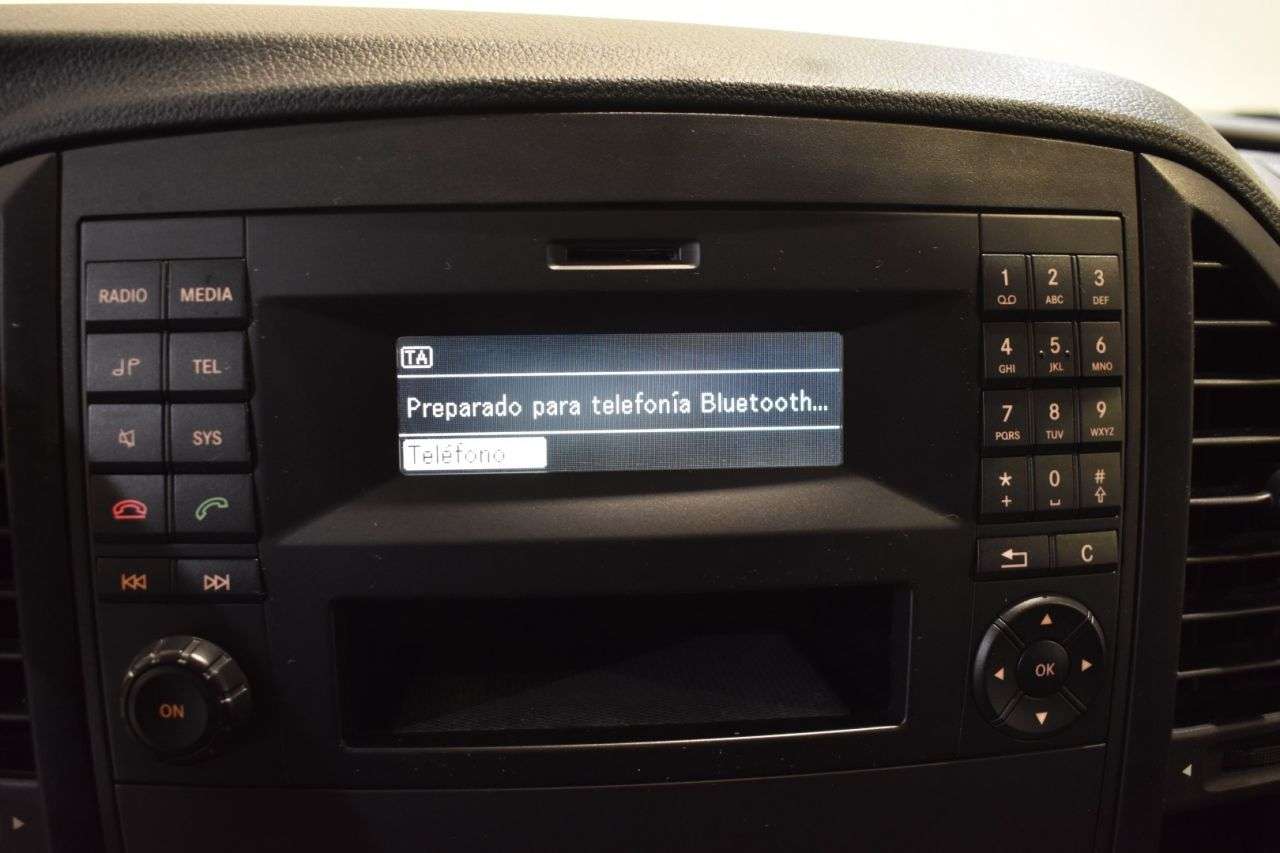 RADIO MEDIA
TEL
SYS
ON
TA
Preparado para telefonía Bluetooth...
Teléfono
1 2 ABC 3 DEF
4 GHI 5 JKL 6 MNO
7 PQRS 8 TUV 9 WXYZ
* + 0 #
C
OK